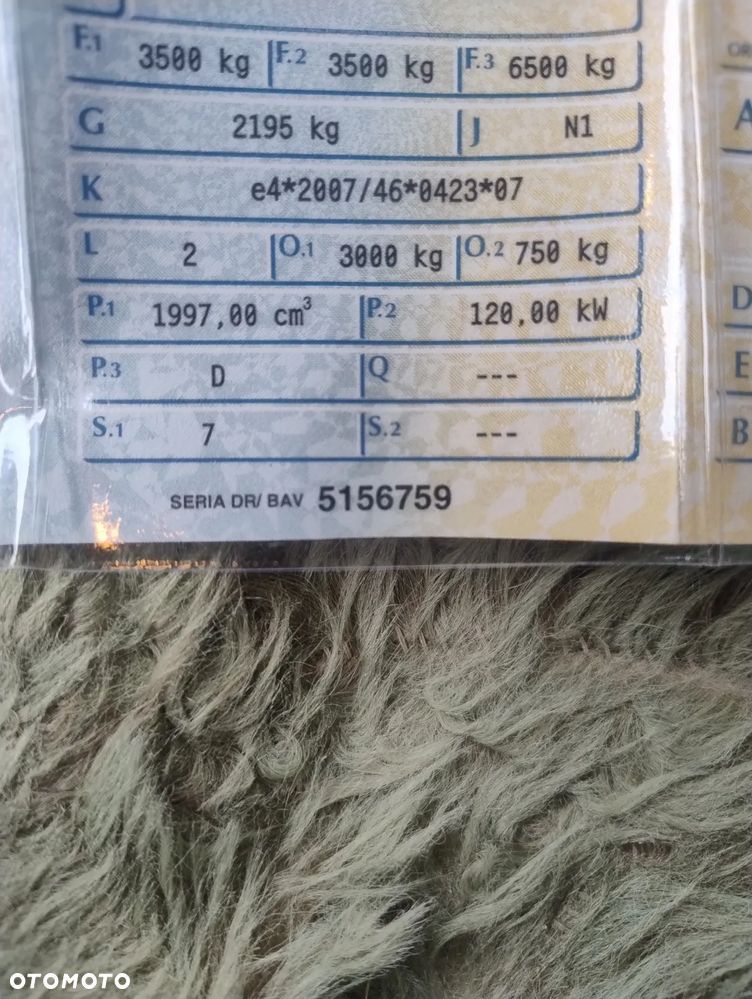 F.1 3500 kg F.2 3500 kg F.3 6500 kg
G 2195 kg J N1
K e4*2007/46*0423*07
L 2 O.1 3000 kg O.2 750 kg
P.1 1997,00 cm³ P.2 120,00 kW
P.3 D Q ---
S.1 7 S.2 ---
SERIA DR/ BAV 5156759
OR
A
D
E
B
OTOMOTO